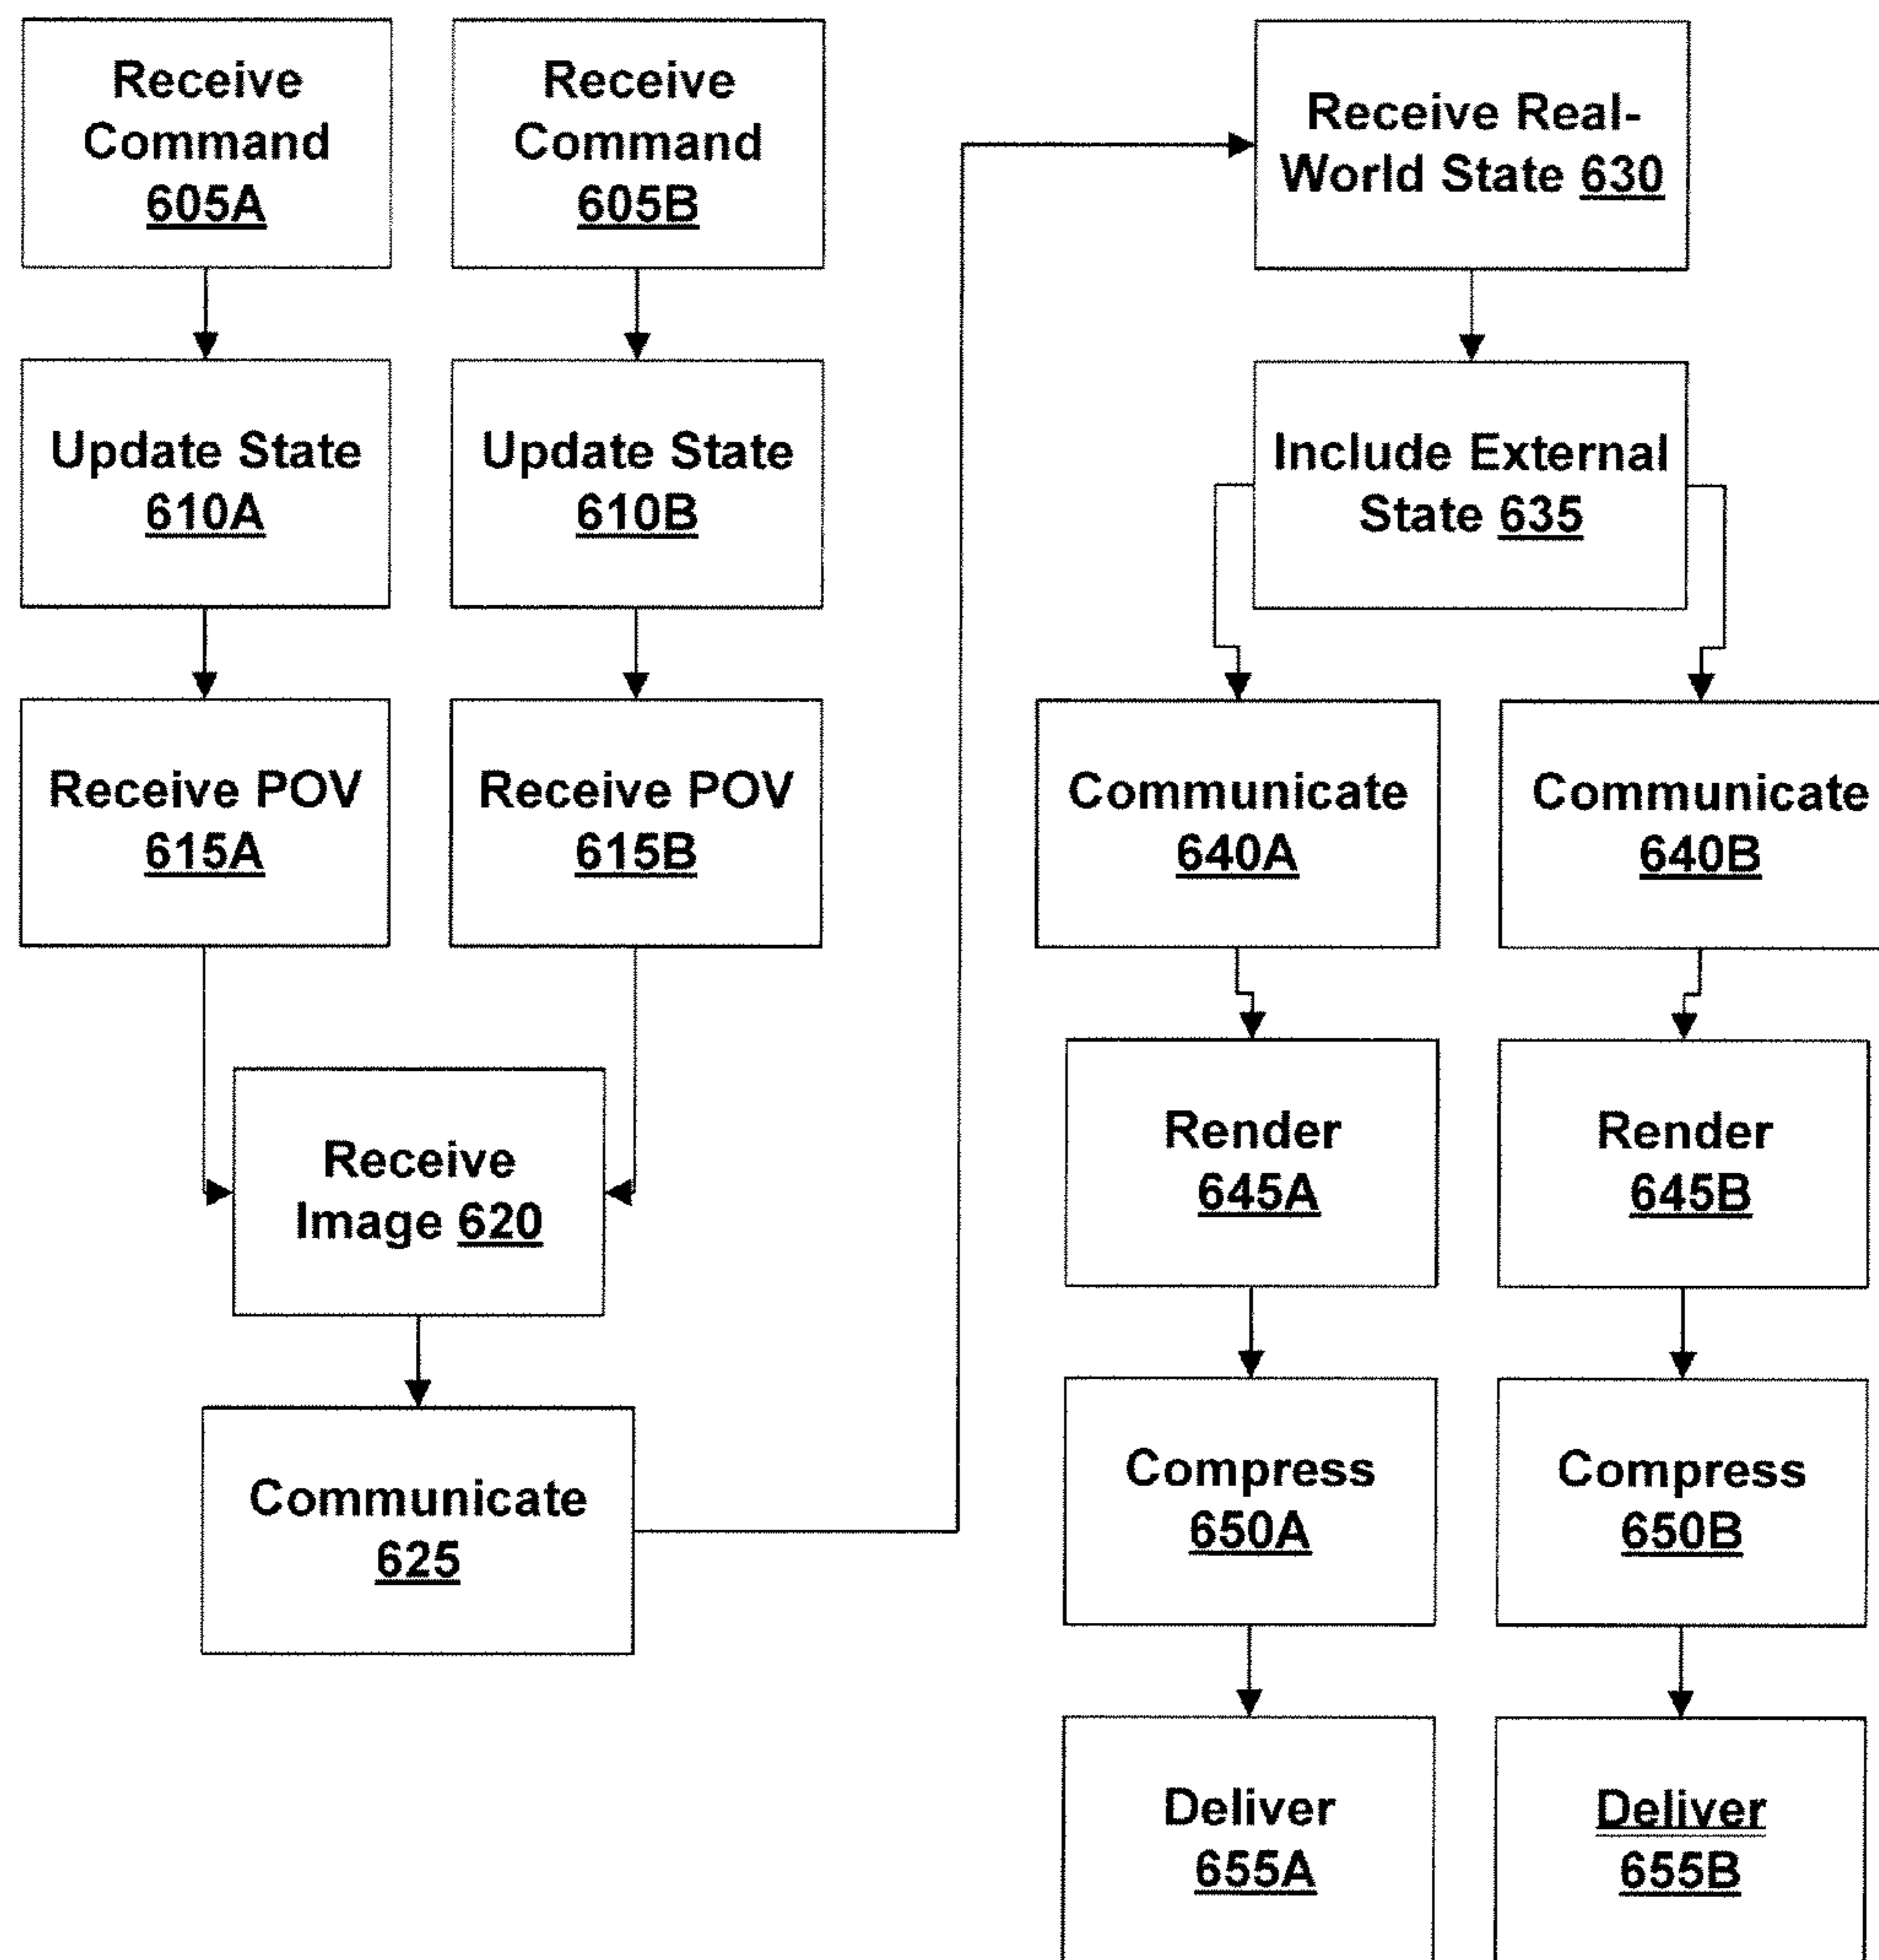 Receive
Command
605A
Receive
Command
605B
Update State
610A
Update State
610B
Receive POV
615A
Receive POV
615B
Receive
Image 620
Communicate
625
Receive Real-
World State 630
Include External
State 635
Communicate
640A
Communicate
640B
Render
645A
Render
645B
Compress
650A
Compress
650B
Deliver
655A
Deliver
655B